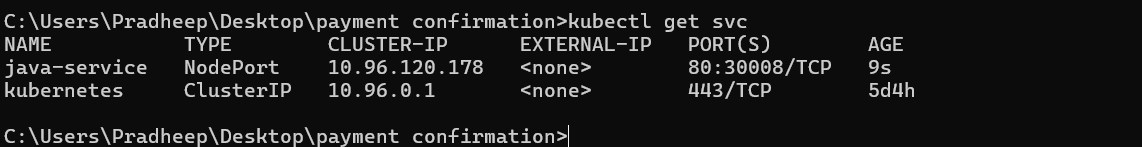 C:\Users\Pradheep\Desktop\payment confirmation>kubectl get svc
NAME           TYPE        CLUSTER-IP      EXTERNAL-IP   PORT(S)        AGE
java-service   NodePort    10.96.120.178   <none>        80:30008/TCP   9s
kubernetes     ClusterIP   10.96.0.1       <none>        443/TCP        5d4h
C:\Users\Pradheep\Desktop\payment confirmation>